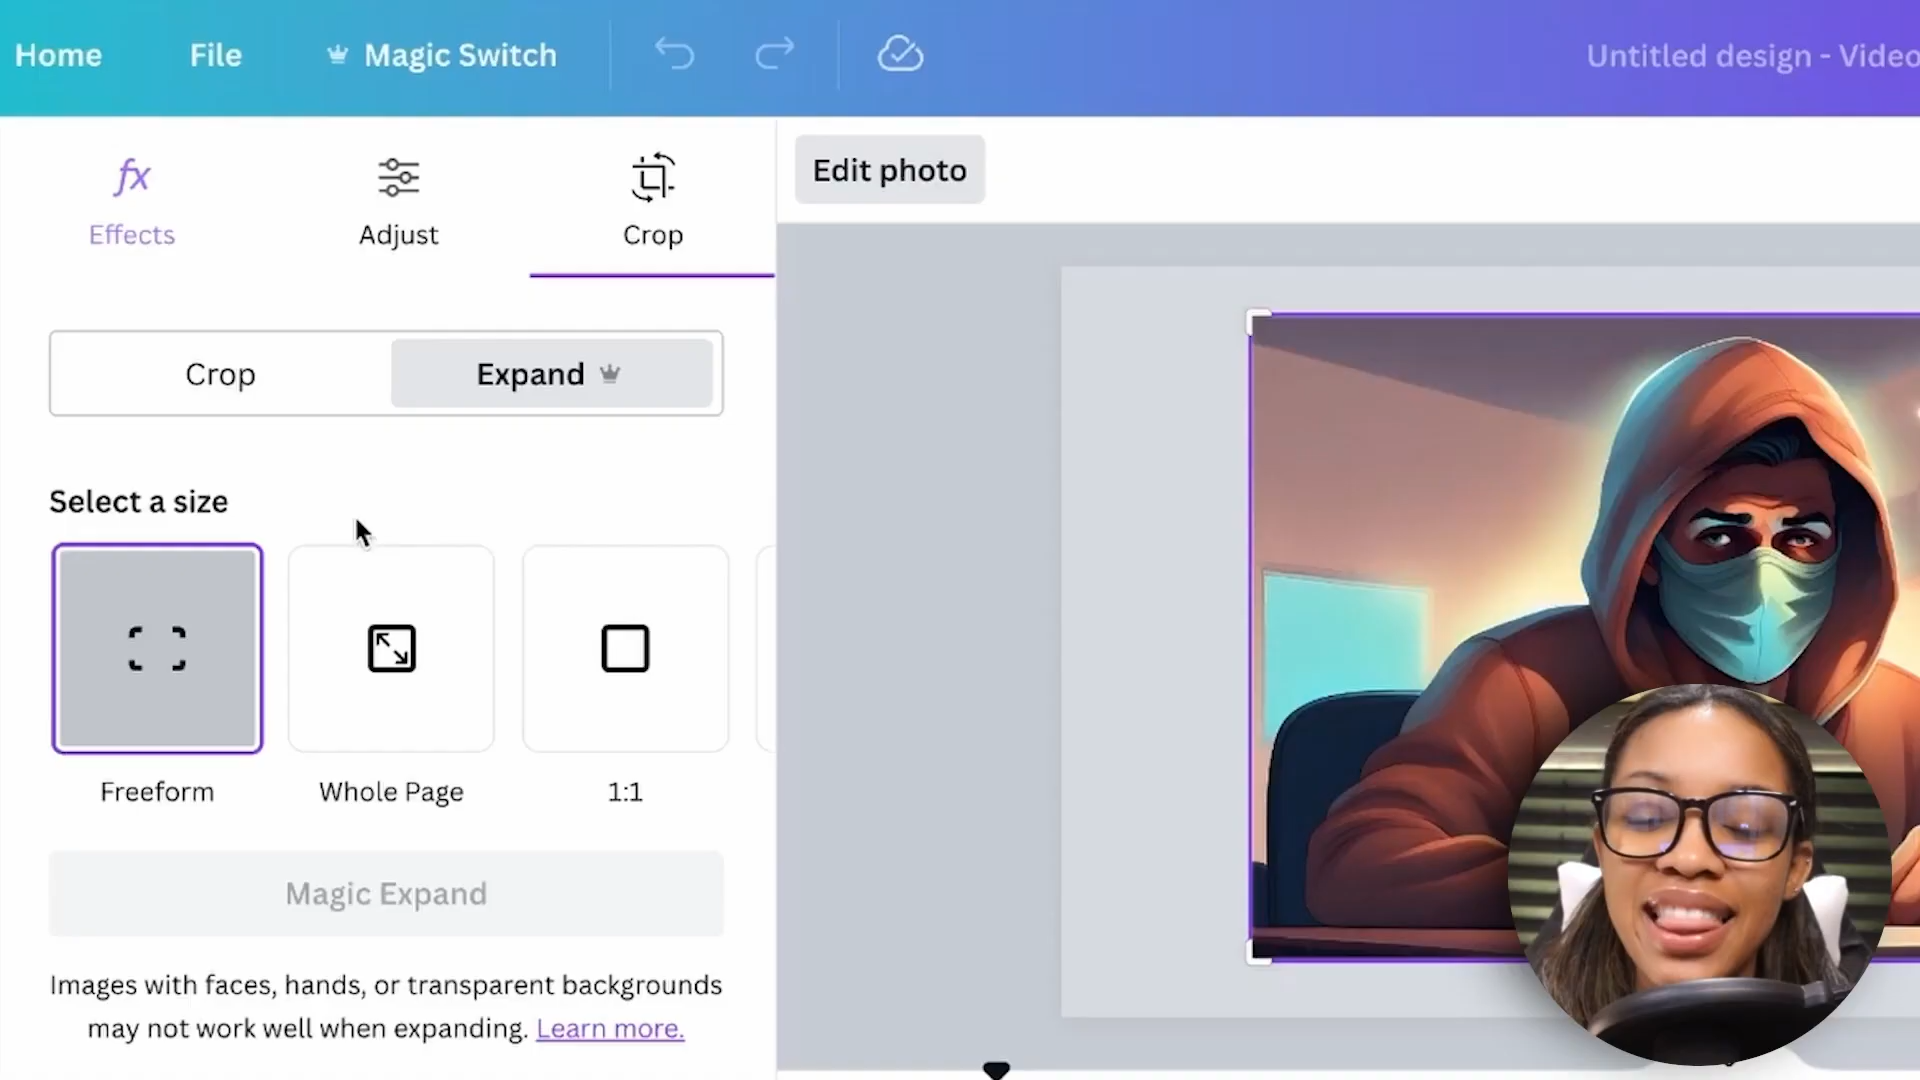 Home
File
Magic Switch
Untitled design - Video
fx
Effects
Adjust
Crop
Edit photo
Crop
Expand
Select a size
Freeform
Whole Page
1:1
Magic Expand
Images with faces, hands, or transparent backgrounds
may not work well when expanding. Learn more.